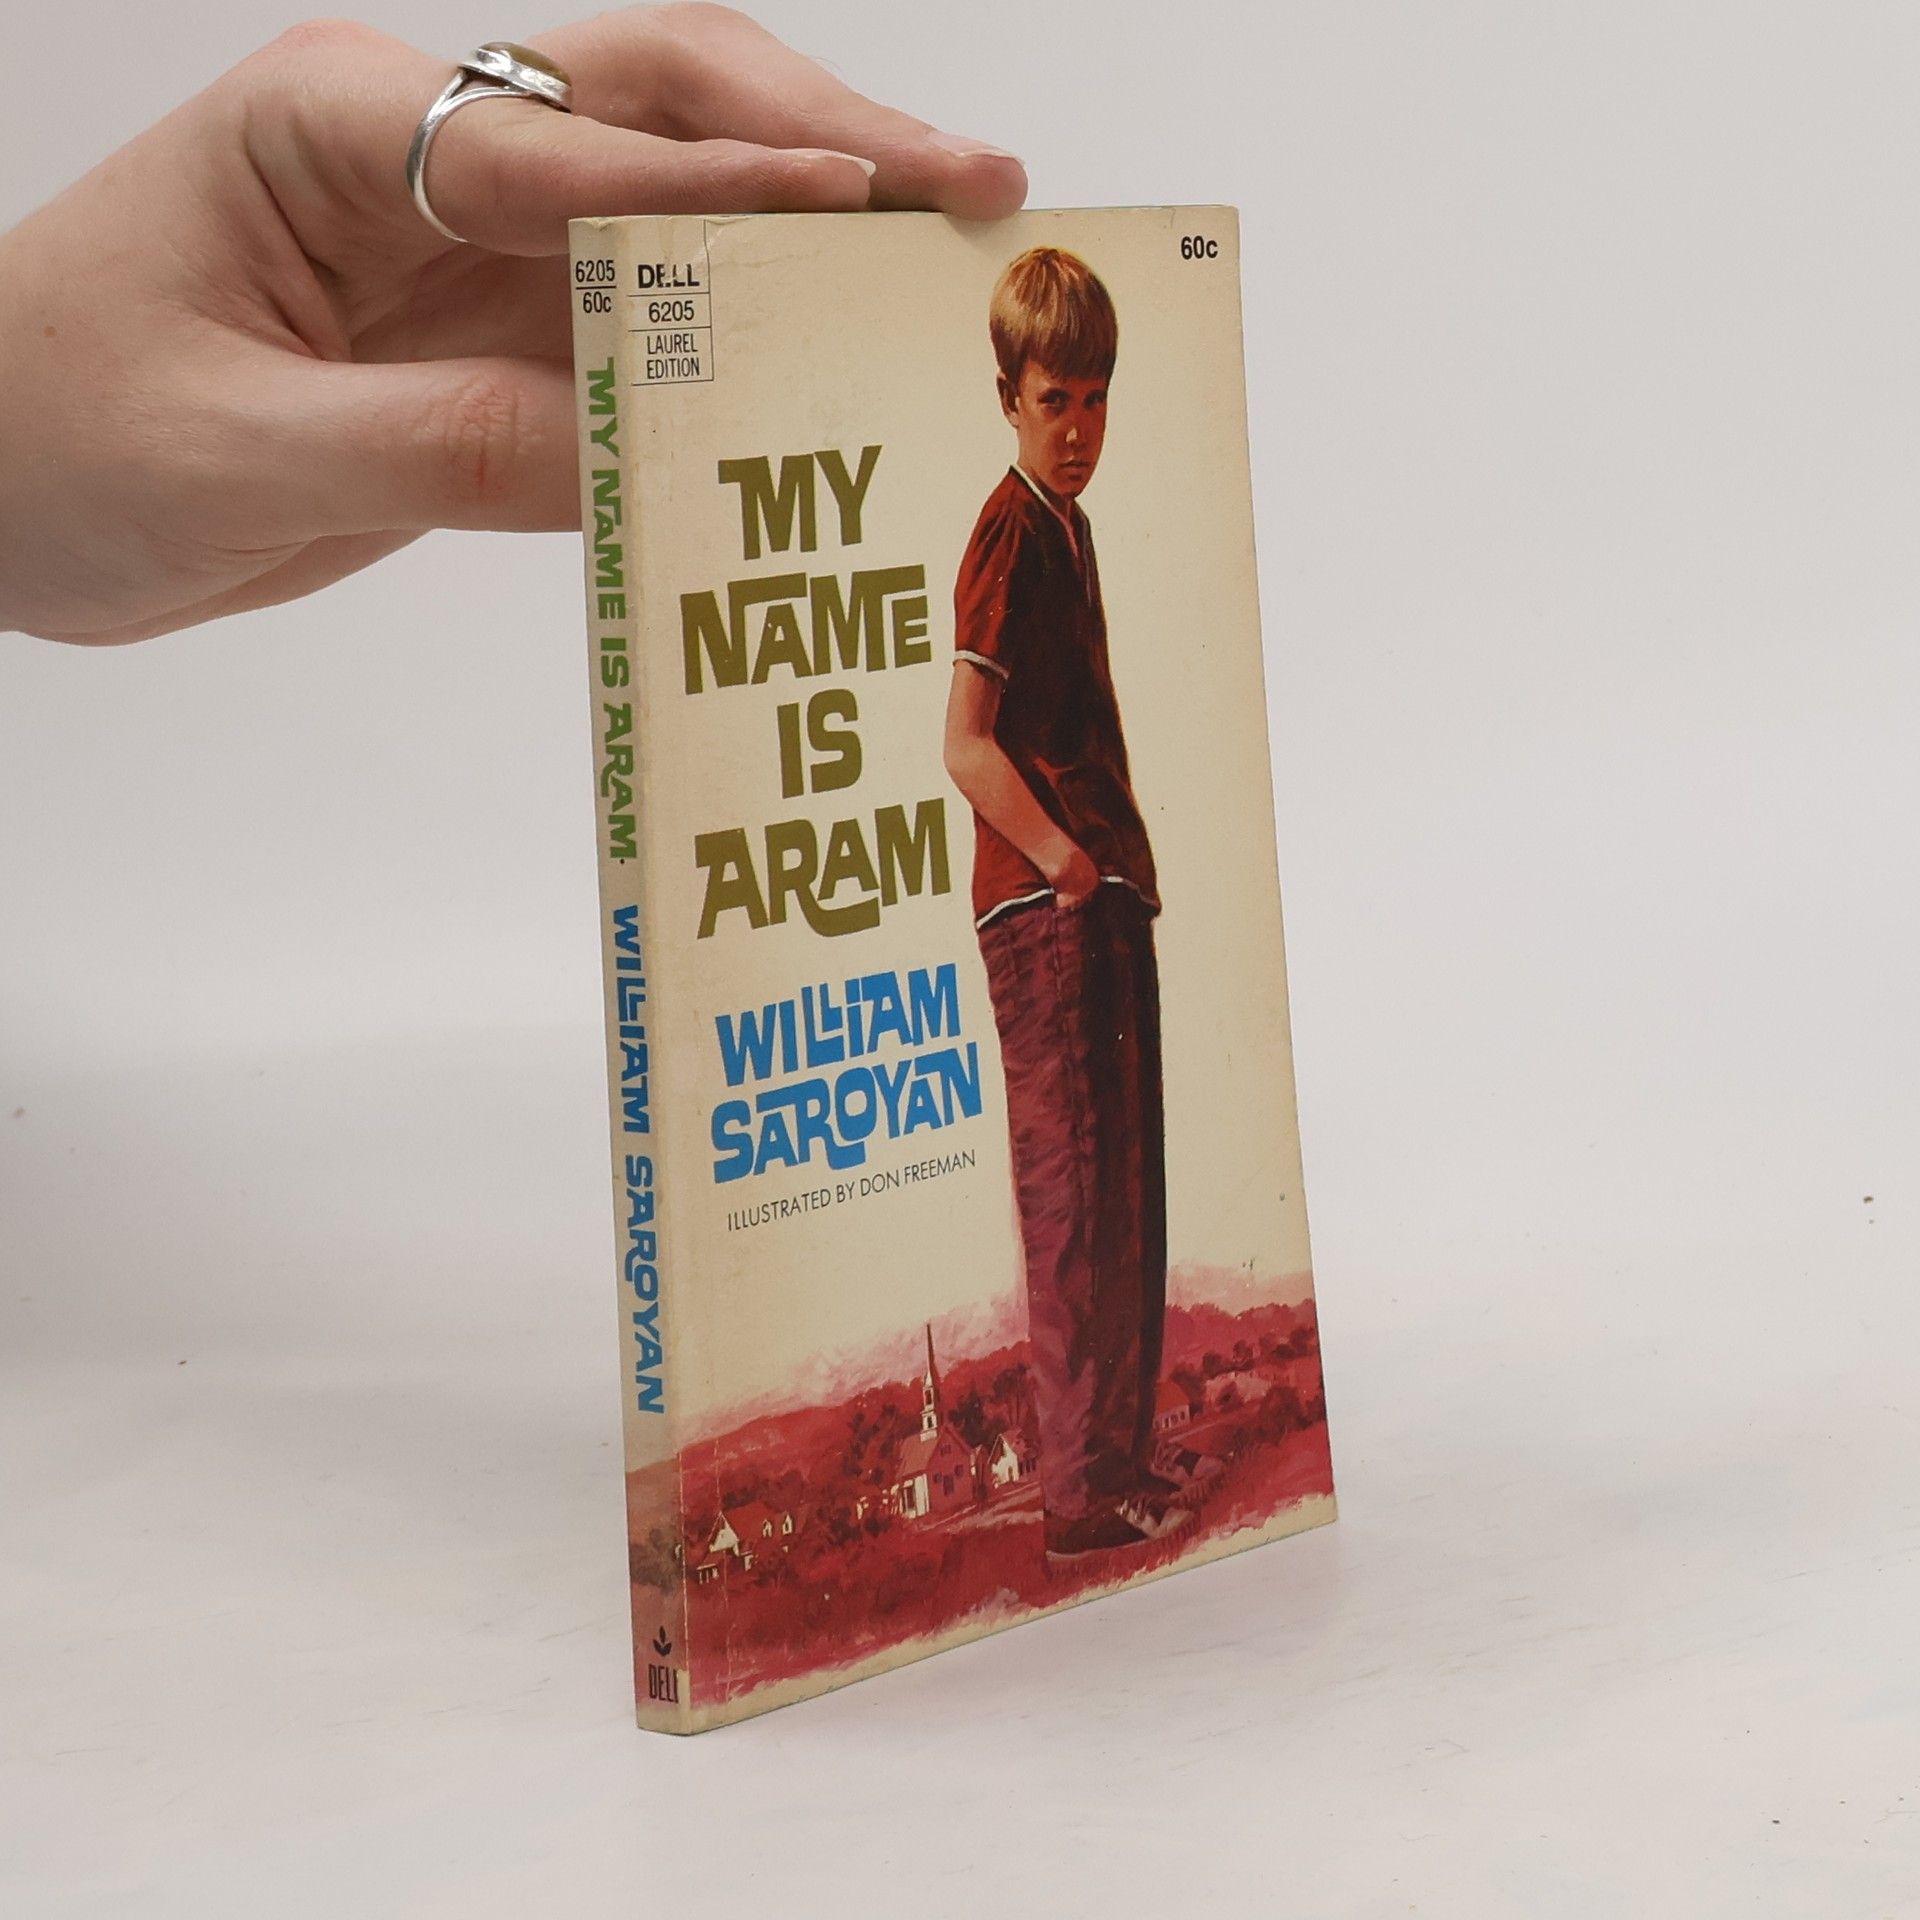 6205
60c
MY NAME IS ARAM
WILLIAM SAROYAN
DELL
DELL
6205
LAUREL
EDITION
60c
MY
NAME
IS
ARAM
WILLIAM
SAROYAN
ILLUSTRATED BY DON FREEMAN